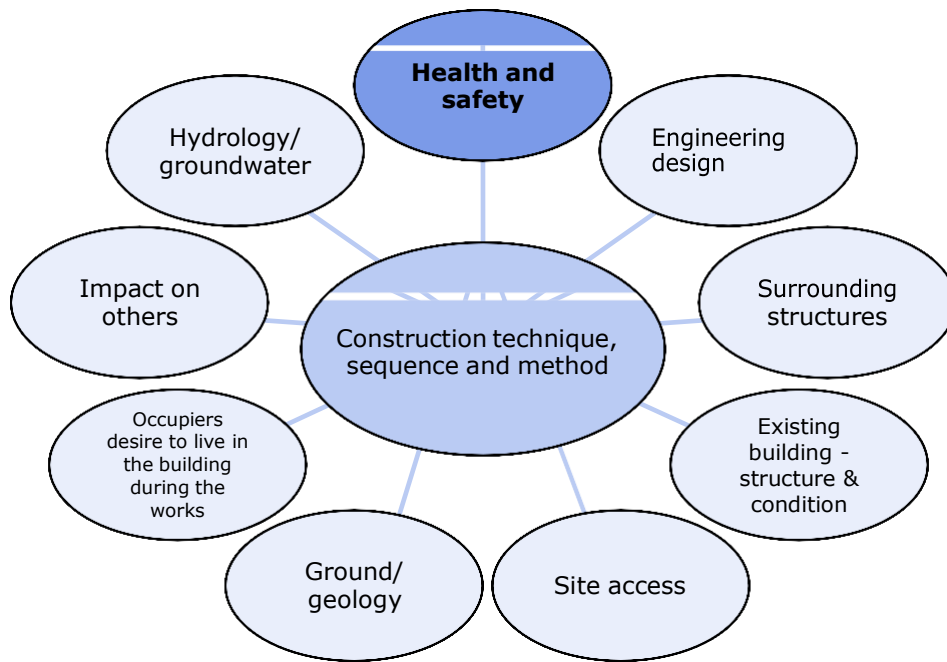 Health and
safety
Hydrology/
groundwater
Engineering
design
Impact on
others
Surrounding
structures
Construction technique,
sequence and method
Occupiers
desire to live in
the building
during the
works
Existing
building -
structure &
condition
Ground/
geology
Site access